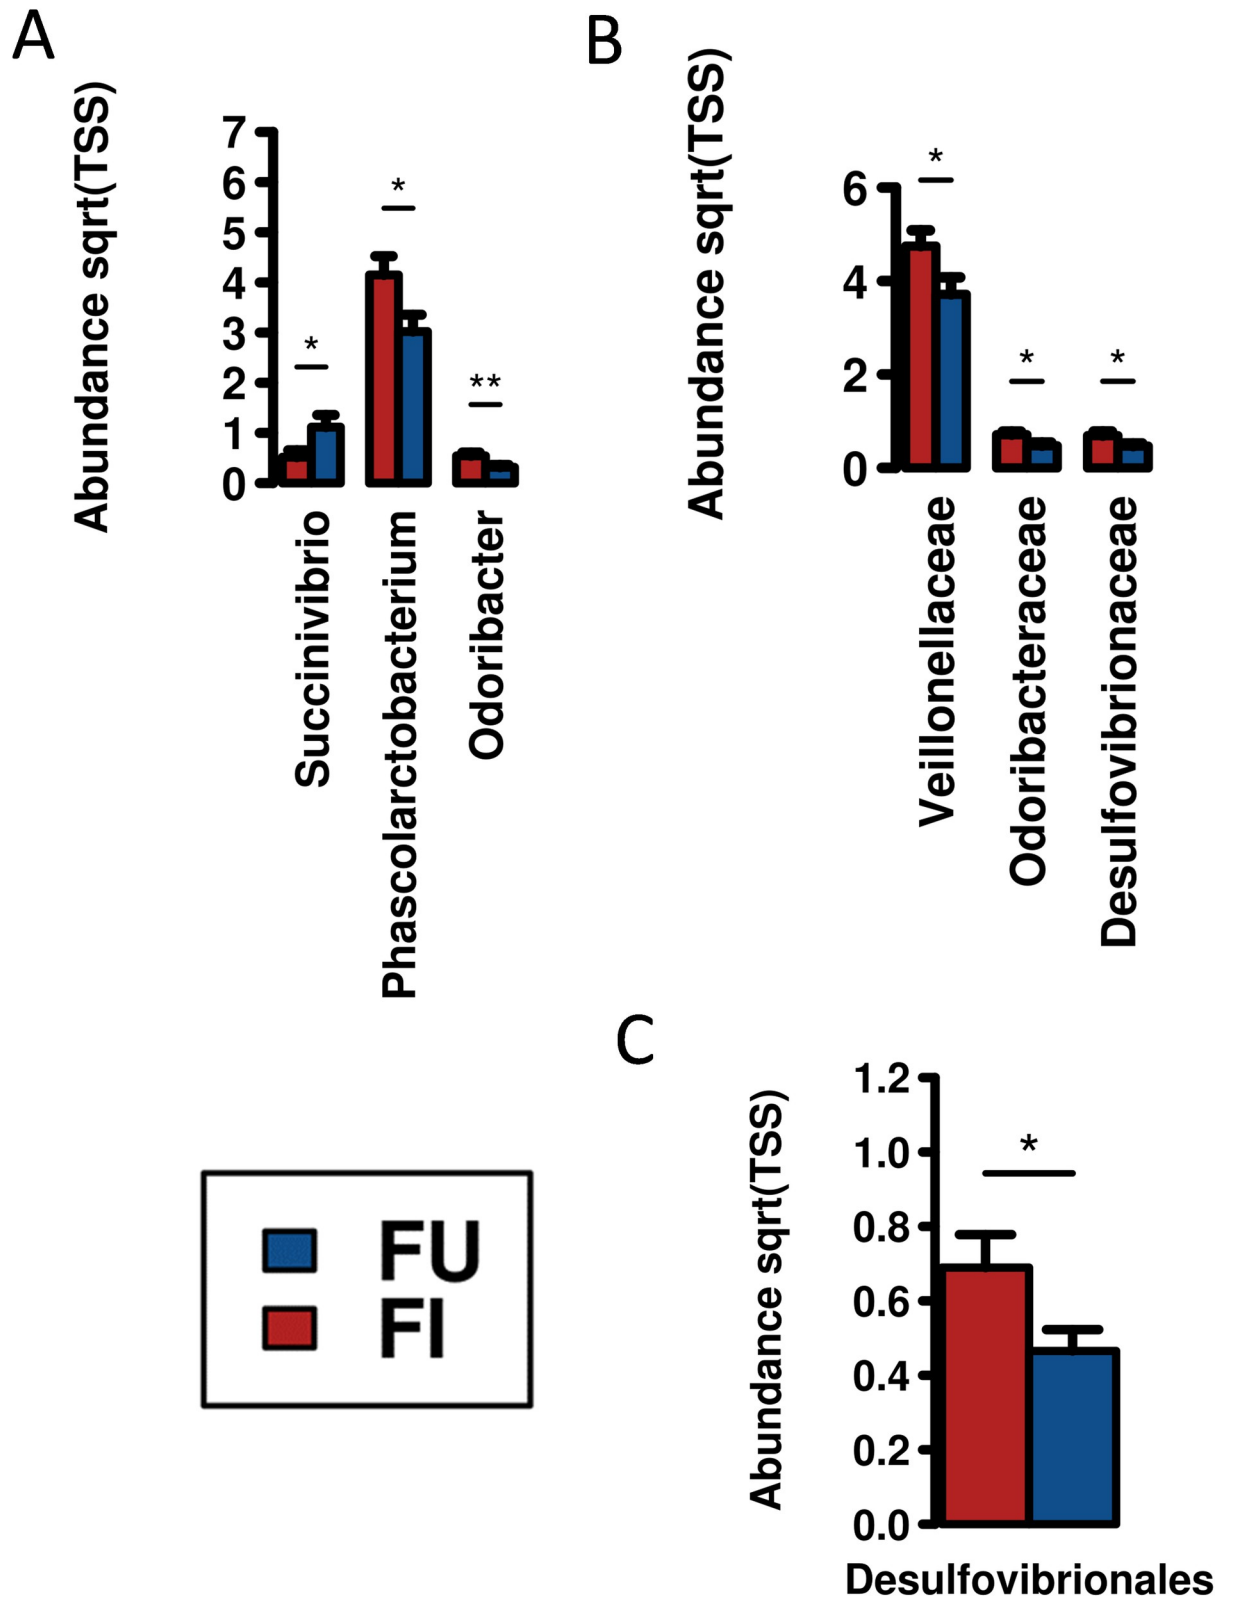 A
Abundance sqrt(TSS)
7
6
5
4
3
2
1
0
*
*
**
Succinivibrio
Phascolarctobacterium
Odoribacter
B
Abundance sqrt(TSS)
6
4
2
0
*
*
*
Veillonellaceae
Odoribacteraceae
Desulfovibrionaceae
FU
FI
C
Abundance sqrt(TSS)
1.2
1.0
0.8
0.6
0.4
0.2
0.0
*
Desulfovibrionales